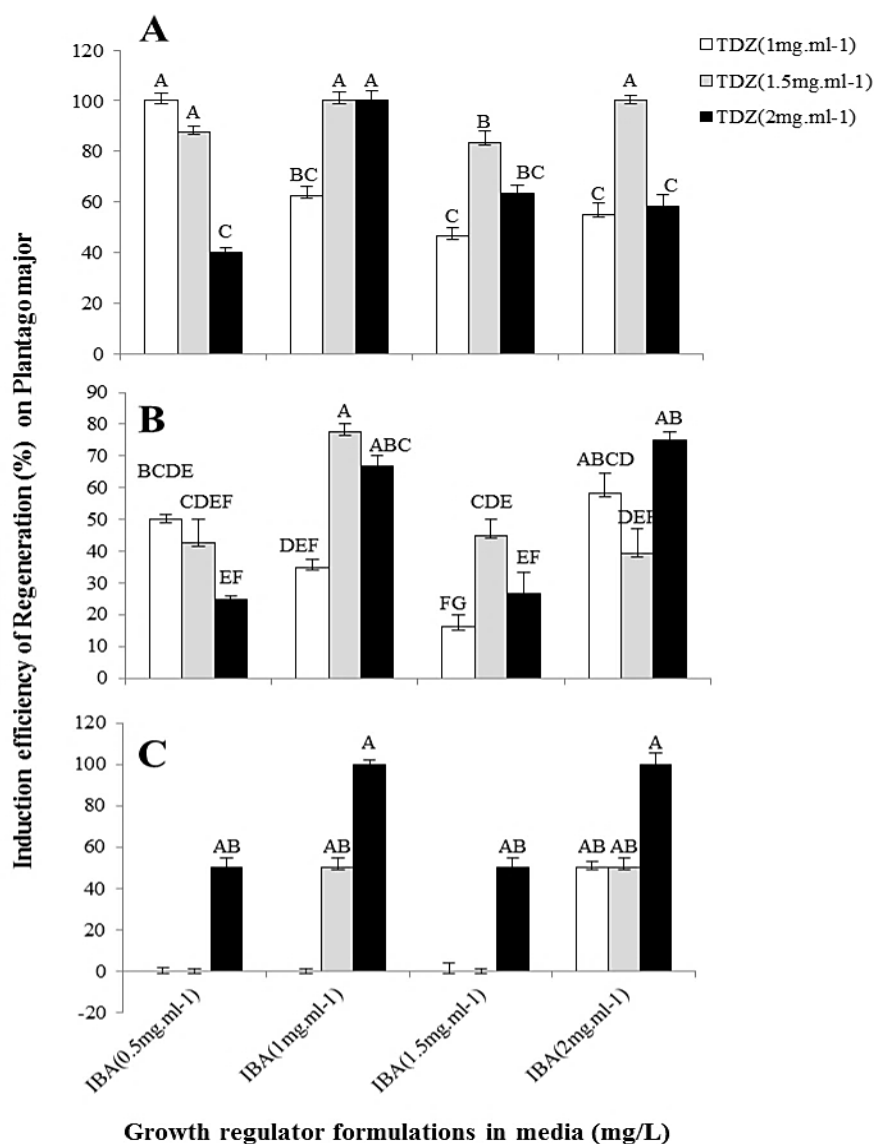 A
TDZ(1mg.ml-1)
TDZ(1.5mg.ml-1)
TDZ(2mg.ml-1)
120
100
80
60
40
20
0
A
A
C
BC
A
A
C
B
BC
C
A
C
Induction efficiency of Regeneration (%) on Plantago major
B
90
80
70
60
50
40
30
20
10
0
BCDE
CDEF
EF
DEF
A
ABC
FG
CDE
EF
ABCD
DEF
AB
C
120
100
80
60
40
20
0
-20
AB
AB
A
AB
AB
AB
A
IBA(0.5mg.ml-1)
IBA(1mg.ml-1)
IBA(1.5mg.ml-1)
IBA(2mg.ml-1)
Growth regulator formulations in media (mg/L)